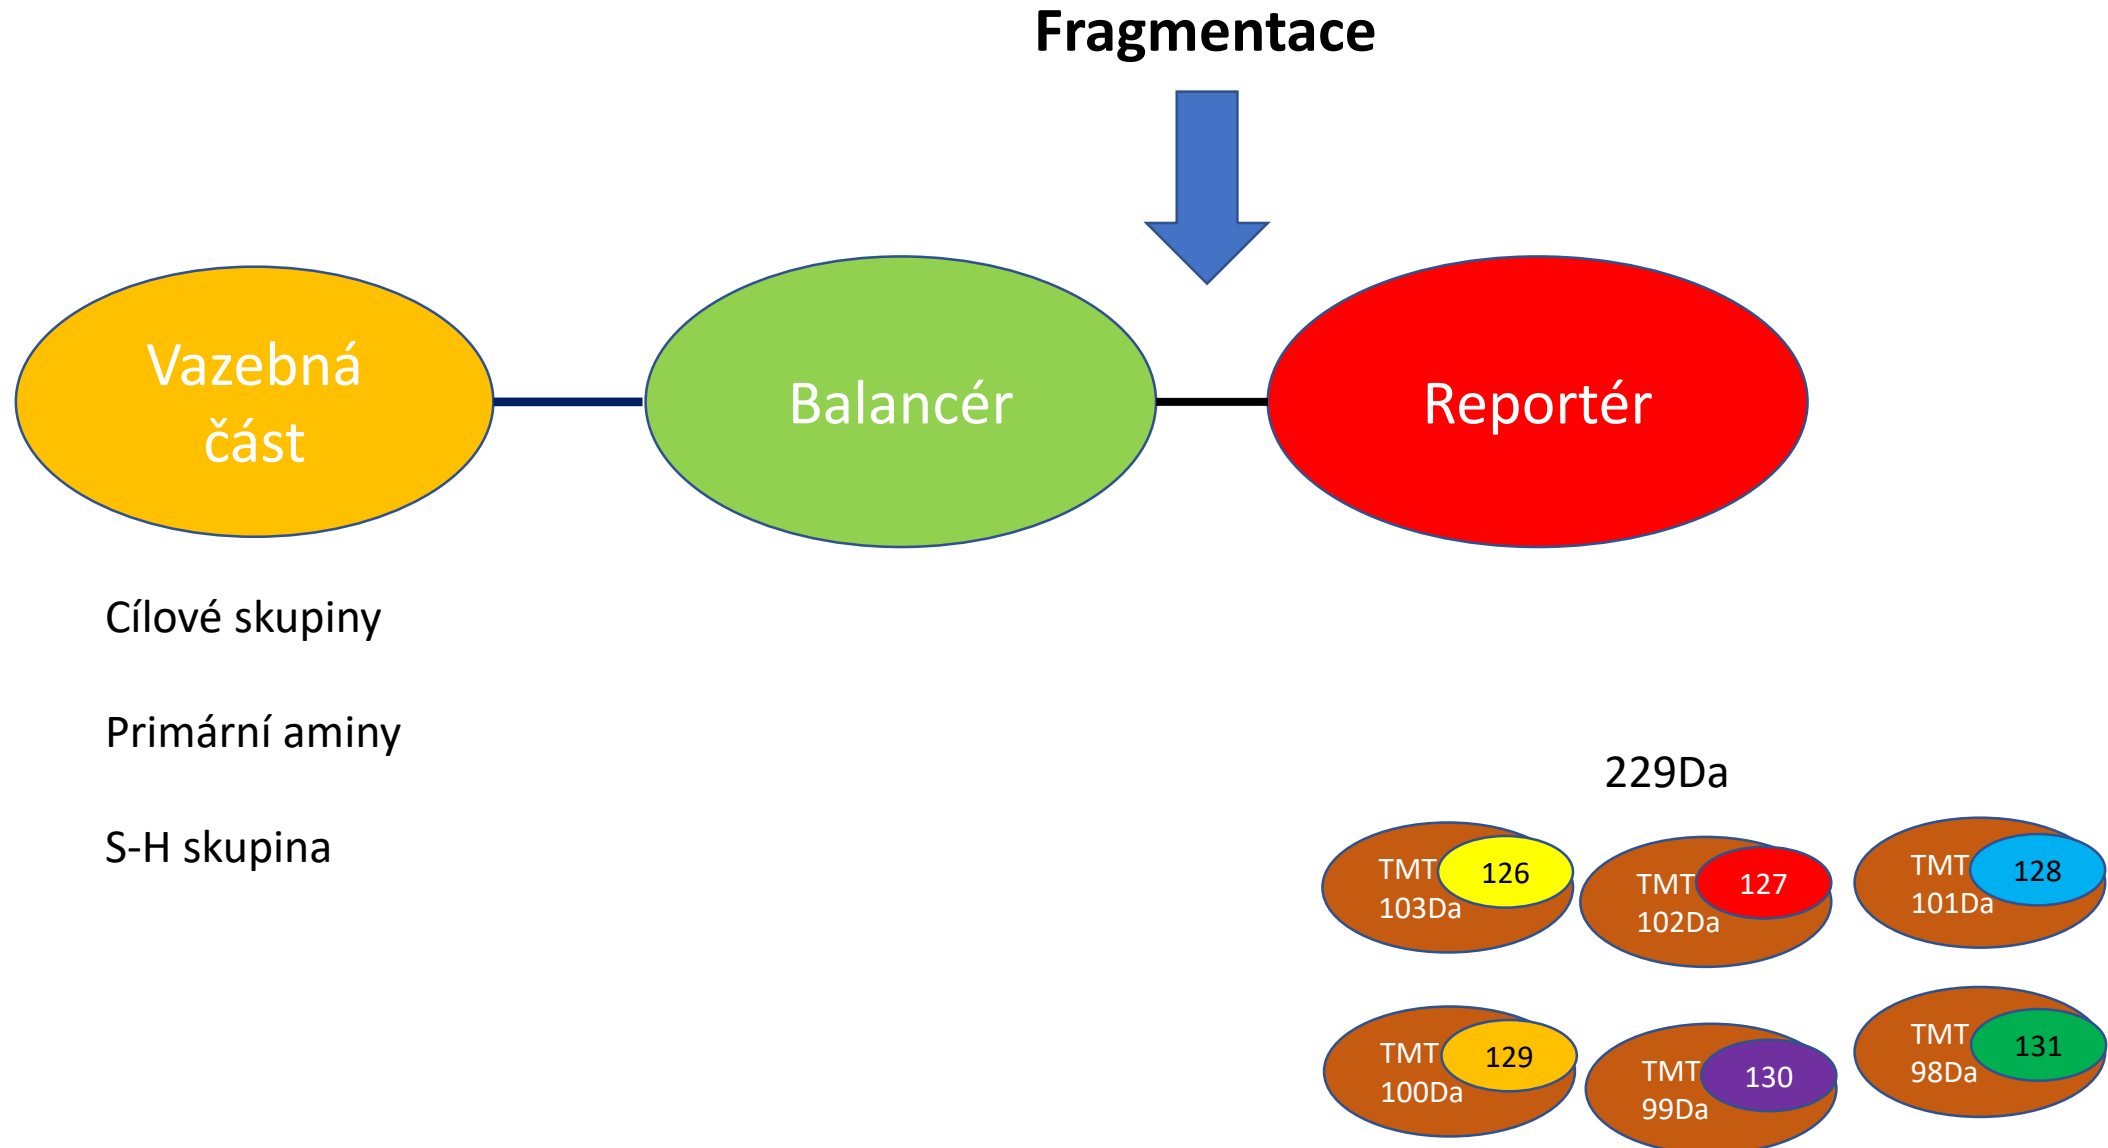 Fragmentace
Vazebná
část
Balancér
Reportér
Cílové skupiny
Primární aminy
S-H skupina
229Da
TMT
103Da
126
TMT
102Da
127
TMT
101Da
128
TMT
100Da
129
TMT
99Da
130
TMT
98Da
131